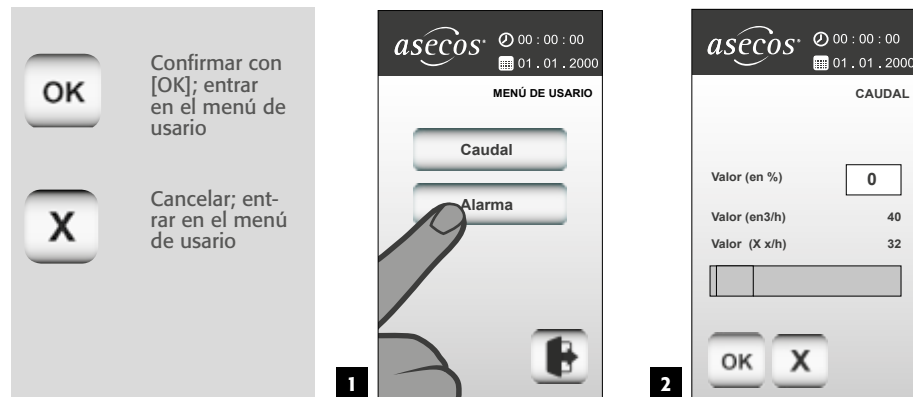 OK
Confirmar con
[OK]; entrar
en el menú de
usario
X
Cancelar; ent-
rar en el menú
de usario
1
asecos
00 : 00 : 00
01 . 01 . 2000
MENÚ DE USARIO
Caudal
Alarma
2
asecos
00 : 00 : 00
01 . 01 . 2000
CAUDAL
Valor (en %) 0
Valor (en3/h) 40
Valor (X x/h) 32
OK X